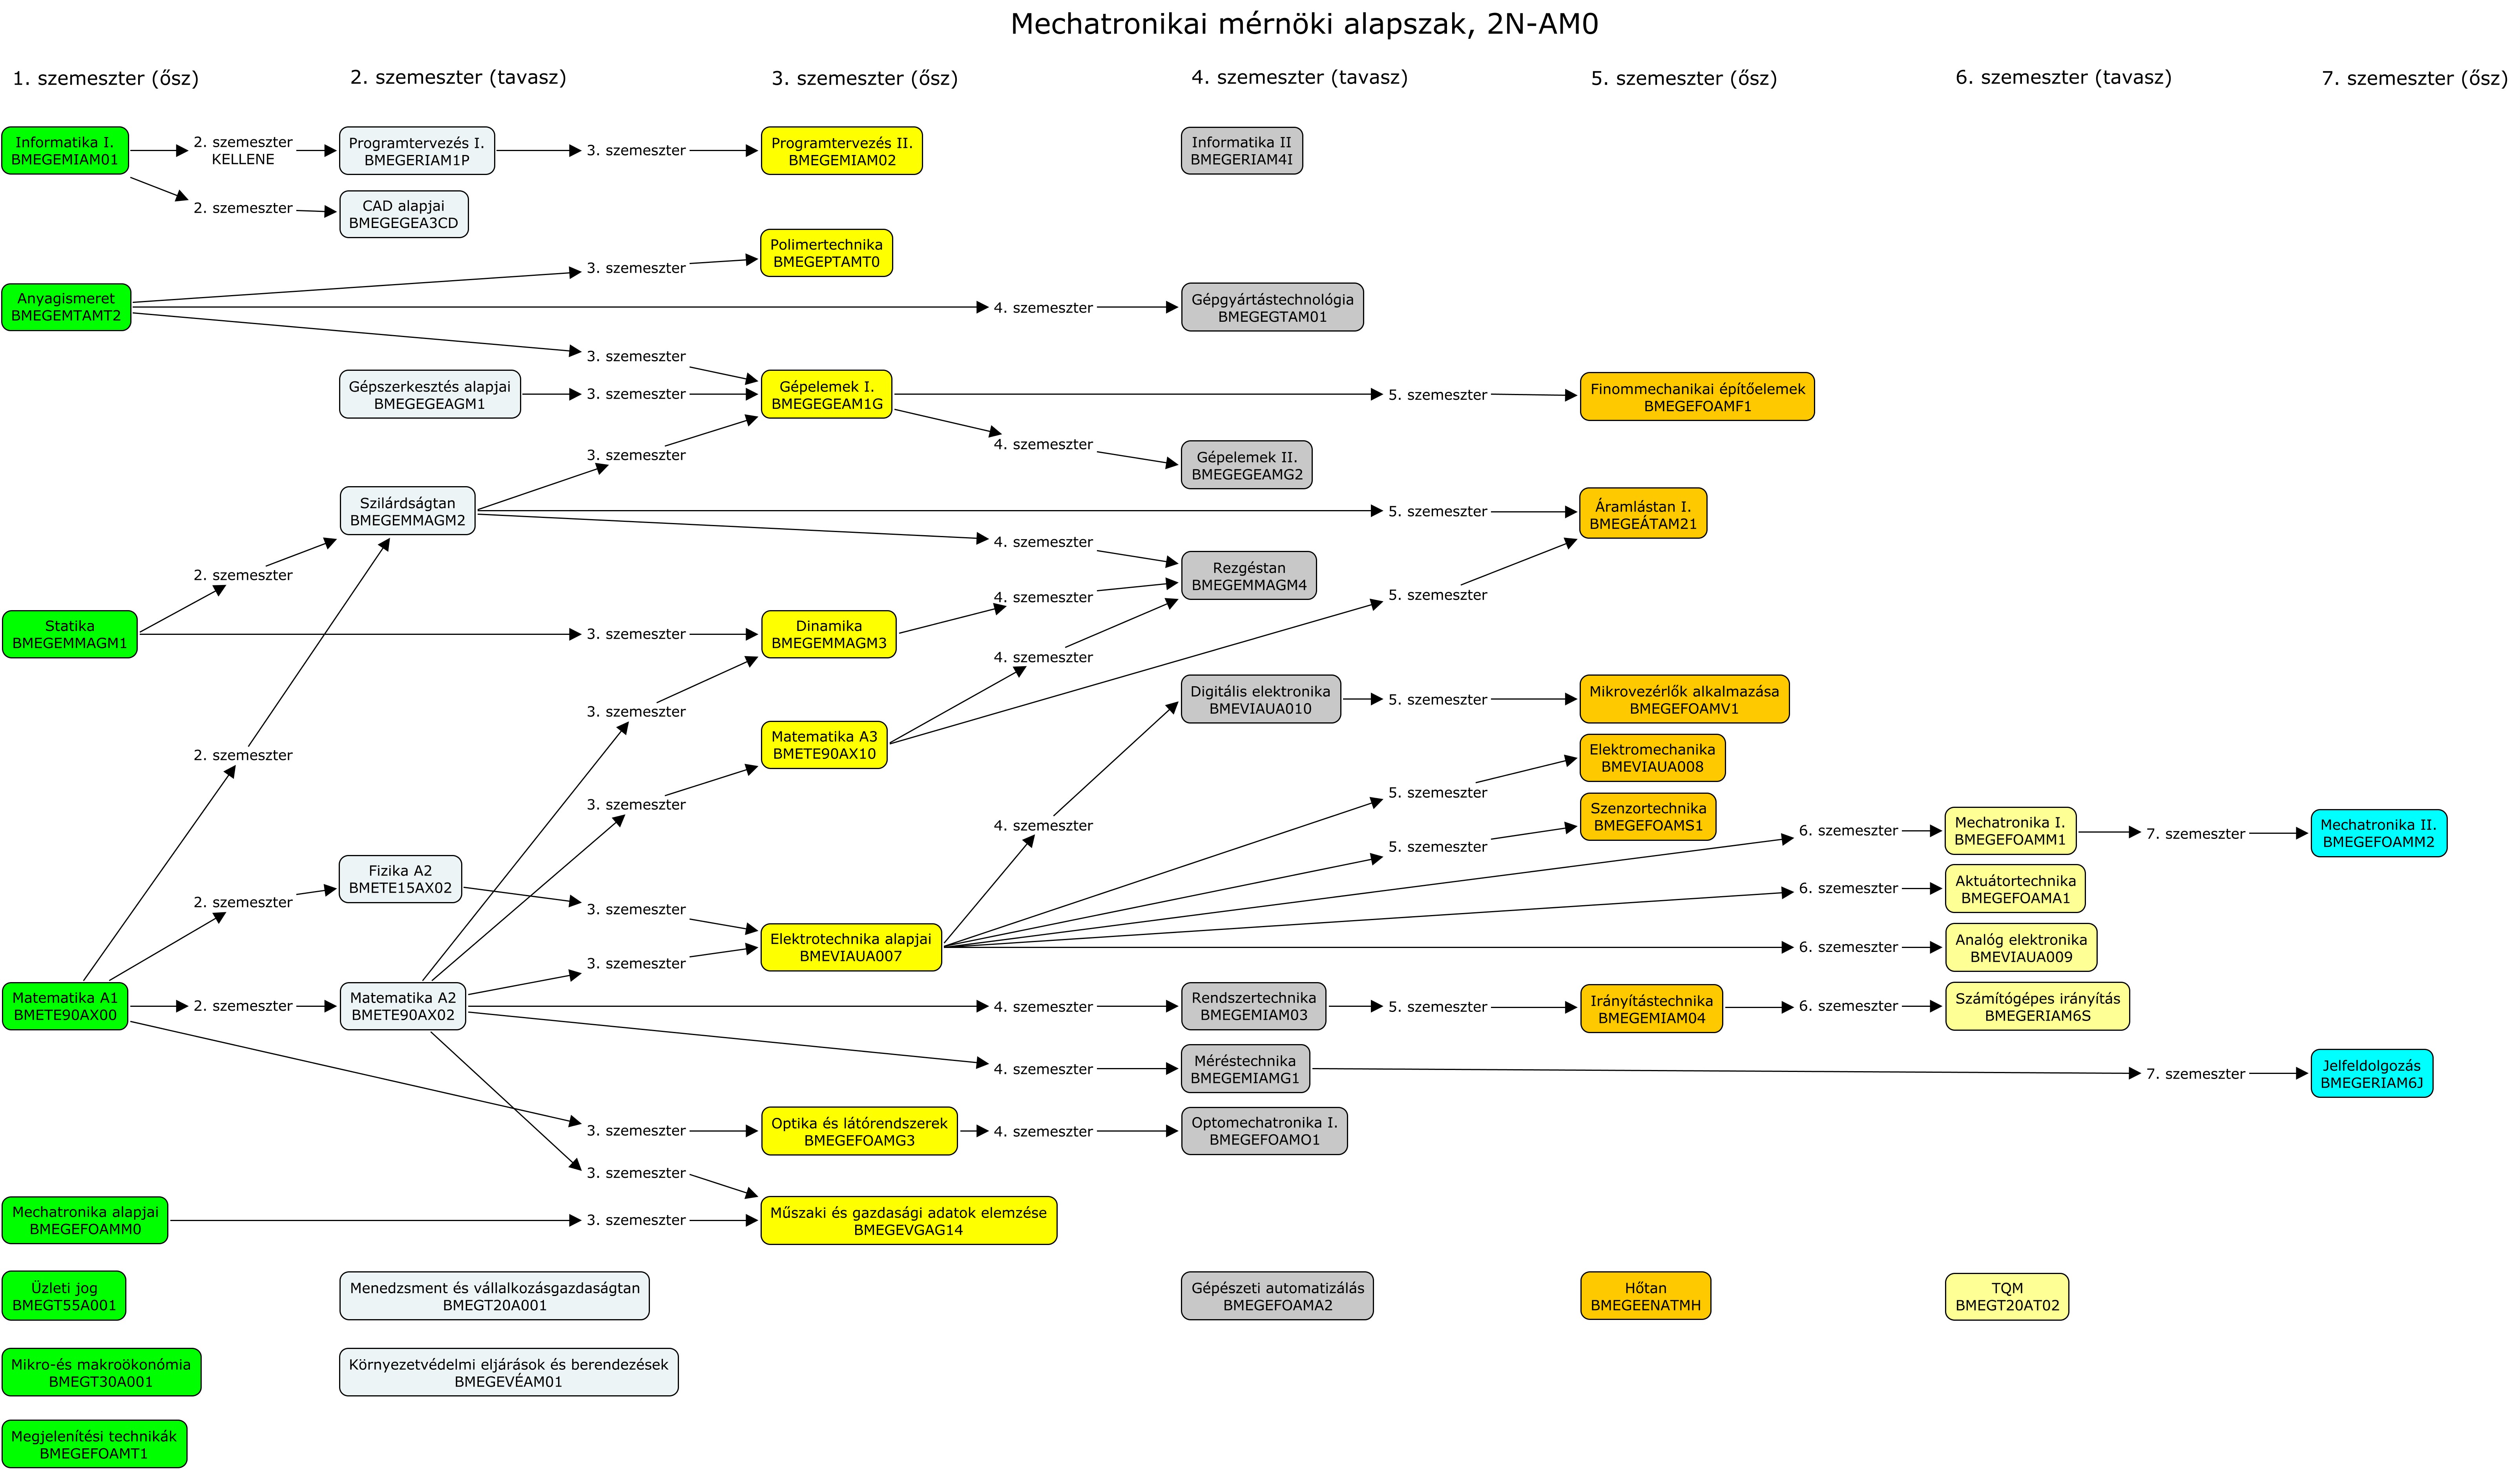 Mechatronikai mérnöki alapszak, 2N-AM0
1. szemeszter (ősz)
2. szemeszter (tavasz)
3. szemeszter (ősz)
4. szemeszter (tavasz)
5. szemeszter (ősz)
6. szemeszter (tavasz)
7. szemeszter (ősz)
Informatika I.
BMEGEMIAM01
2. szemeszter
KELLENE
Programtervezés I.
BMEGERIAM1P
3. szemeszter
Programtervezés II.
BMEGEMIAM02
Informatika II
BMEGERIAM4I
2. szemeszter
CAD alapjai
BMEGEGEA3CD
Polimertechnika
BMEGEPTAMT0
3. szemeszter
Anyagismeret
BMEGEMTAMT2
4. szemeszter
Gépgyártástechnológia
BMEGEGTAM01
3. szemeszter
Gépszerkesztés alapjai
BMEGEGEAGM1
3. szemeszter
Gépelemek I.
BMEGEGEAM1G
5. szemeszter
Finommechanikai építőelemek
BMEGEFOAMF1
3. szemeszter
4. szemeszter
Gépelemek II.
BMEGEGEAMG2
Szilárdságtan
BMEGEMMAGM2
5. szemeszter
Áramlástan I.
BMEGEÁTAM21
4. szemeszter
2. szemeszter
Rezgéstan
BMEGEMMAGM4
4. szemeszter
5. szemeszter
Statika
BMEGEMMAGM1
3. szemeszter
Dinamika
BMEGEMMAGM3
4. szemeszter
3. szemeszter
Digitális elektronika
BMEVIAUA010
5. szemeszter
Mikrovezérlők alkalmazása
BMEGEFOAMV1
2. szemeszter
Matematika A3
BMETE90AX10
Elektromechanika
BMEVIAUA008
3. szemeszter
5. szemeszter
Szenzortechnika
BMEGEFOAMS1
4. szemeszter
5. szemeszter
6. szemeszter
Mechatronika I.
BMEGEFOAMM1
7. szemeszter
Mechatronika II.
BMEGEFOAMM2
Fizika A2
BMETE15AX02
2. szemeszter
3. szemeszter
6. szemeszter
Aktuátortechnika
BMEGEFOAMA1
Elektrotechnika alapjai
BMEVIAUA007
3. szemeszter
6. szemeszter
Analóg elektronika
BMEVIAUA009
Matematika A1
BMETE90AX00
2. szemeszter
Matematika A2
BMETE90AX02
4. szemeszter
Rendszertechnika
BMEGEMIAM03
5. szemeszter
Irányítástechnika
BMEGEMIAM04
6. szemeszter
Számítógépes irányítás
BMEGERIAM6S
4. szemeszter
Méréstechnika
BMEGEMIAMG1
7. szemeszter
Jelfeldolgozás
BMEGERIAM6J
3. szemeszter
Optika és látórendszerek
BMEGEFOAMG3
4. szemeszter
Optomechatronika I.
BMEGEFOAMO1
3. szemeszter
Mechatronika alapjai
BMEGEFOAMM0
3. szemeszter
Műszaki és gazdasági adatok elemzése
BMEGEVGAG14
Üzleti jog
BMEGT55A001
Menedzsment és vállalkozásgazdaságtan
BMEGT20A001
Gépészeti automatizálás
BMEGEFOAMA2
Hőtan
BMEGEENATMH
TQM
BMEGT20AT02
Mikro-és makroökonómia
BMEGT30A001
Környezetvédelmi eljárások és berendezések
BMEGEVÉAM01
Megjelenítési technikák
BMEGEFOAMT1